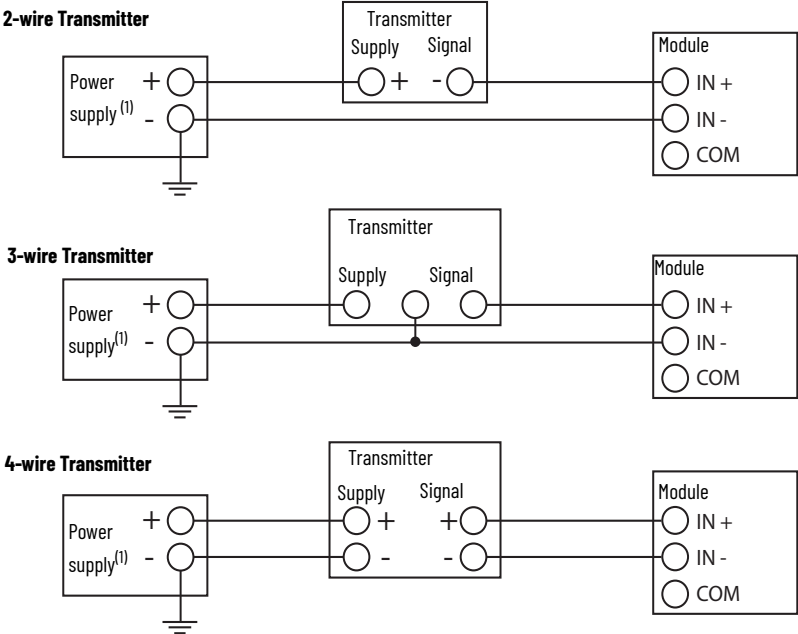 2-wire Transmitter
Transmitter
Supply Signal
Power
supply (1)
+
-
+ -
Module
IN +
IN -
COM
3-wire Transmitter
Transmitter
Supply Signal
Power
supply(1)
+
-
Module
IN +
IN -
COM
4-wire Transmitter
Transmitter
Supply Signal
Power
supply(1)
+
-
+ +
- -
Module
IN +
IN -
COM